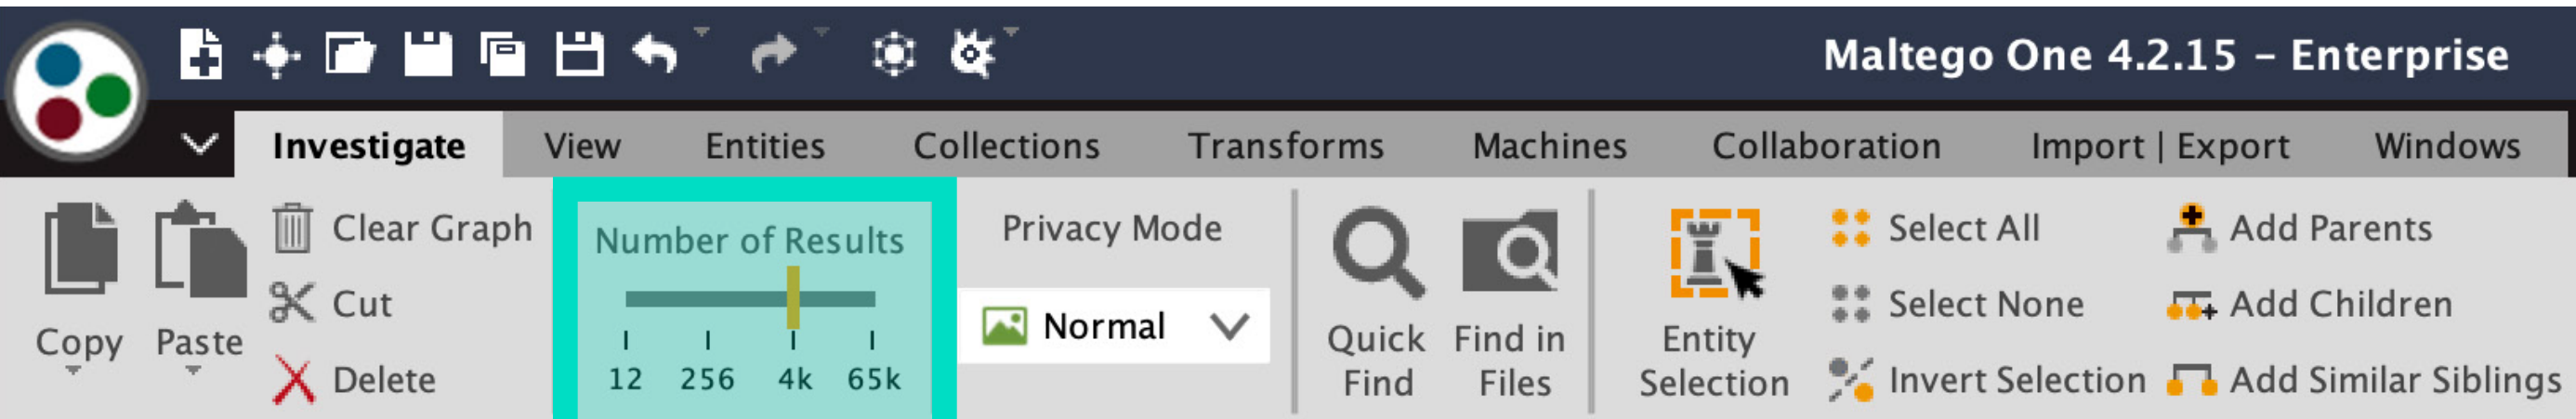 Maltego One 4.2.15 – Enterprise
Investigate View Entities Collections Transforms Machines Collaboration Import | Export Windows
Copy
Paste
Clear Graph
Cut
Delete
Number of Results
12 256 4k 65k
Privacy Mode
Normal
Quick
Find
Find in
Files
Entity
Selection
Select All
Select None
Invert Selection
Add Parents
Add Children
Add Similar Siblings